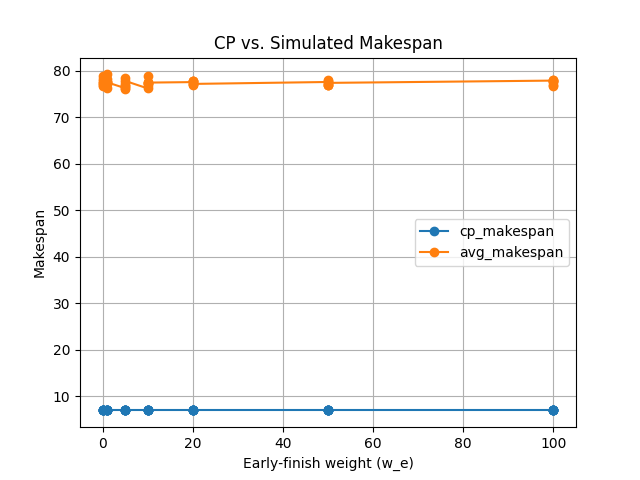 CP vs. Simulated Makespan
80
70
60
50
40
30
20
10
Makespan
cp_makespan
avg_makespan
0 20 40 60 80 100
Early-finish weight (w_e)